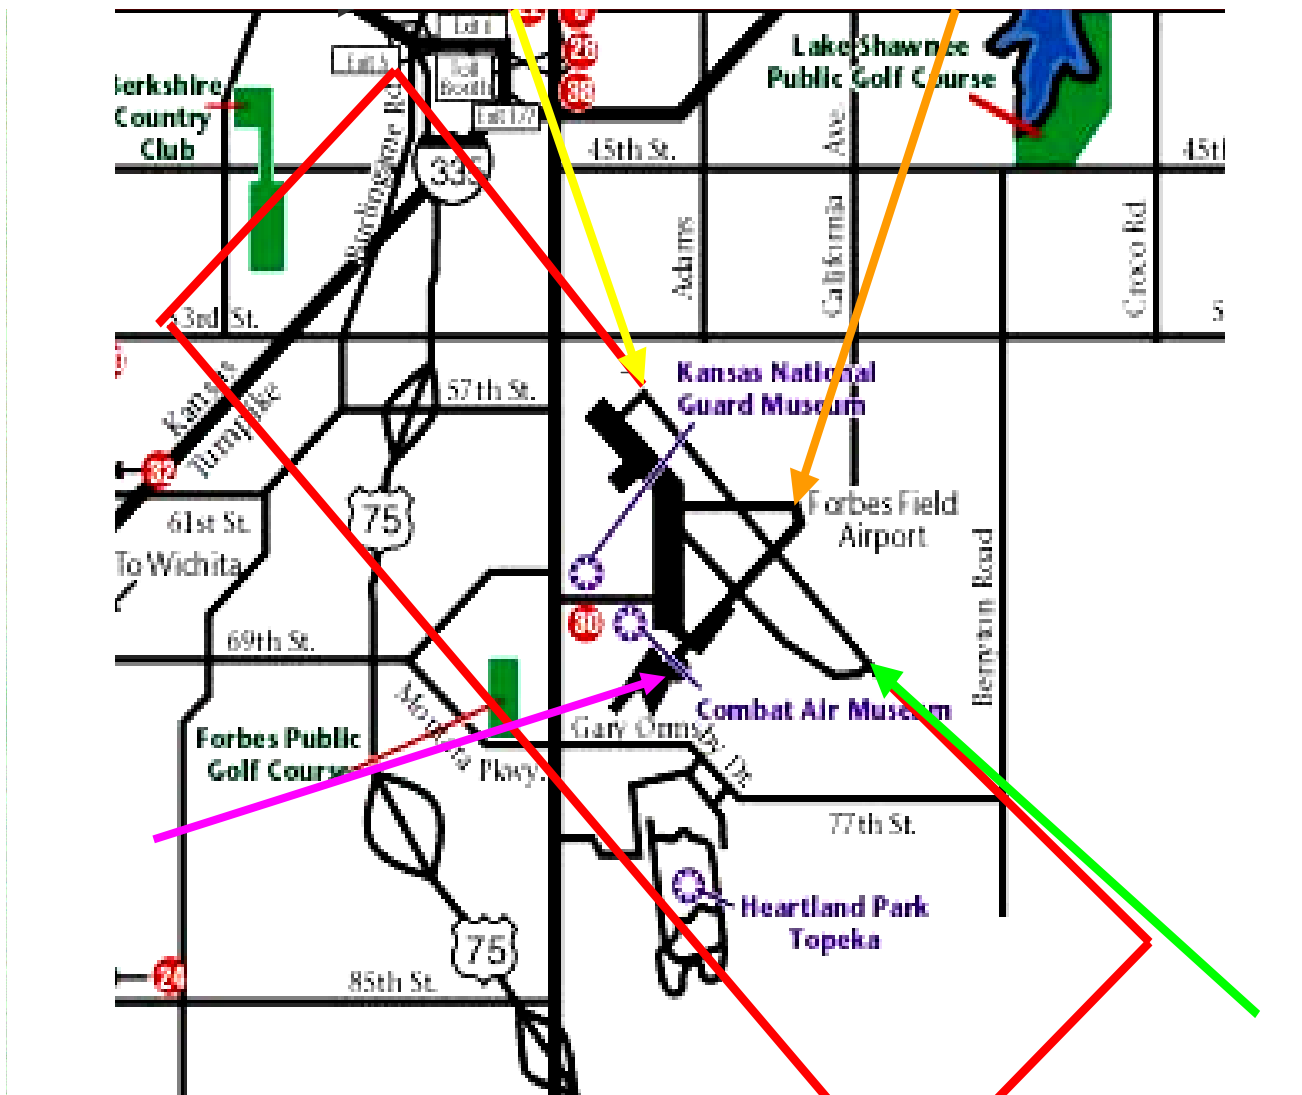 Exit 177
Toll
Booth
28
38
Lake Shawnee
Public Golf Course
Berkshire
Country
Club
Burlingame Rd.
335
45th St.
Ave.
California
Adams
Croco Rd.
45t
3rd St.
5
Kansas
Turnpike
57th St.
Kansas National
Guard Museum
32
61st St.
75
Forbes Field
Airport
To Wichita
30
69th St.
Berryton Road
Combat Air Museum
Gary Ormsby Dr.
Pkwy.
Forbes Public
Golf Course
77th St.
Heartland Park
Topeka
75
24
85th St.